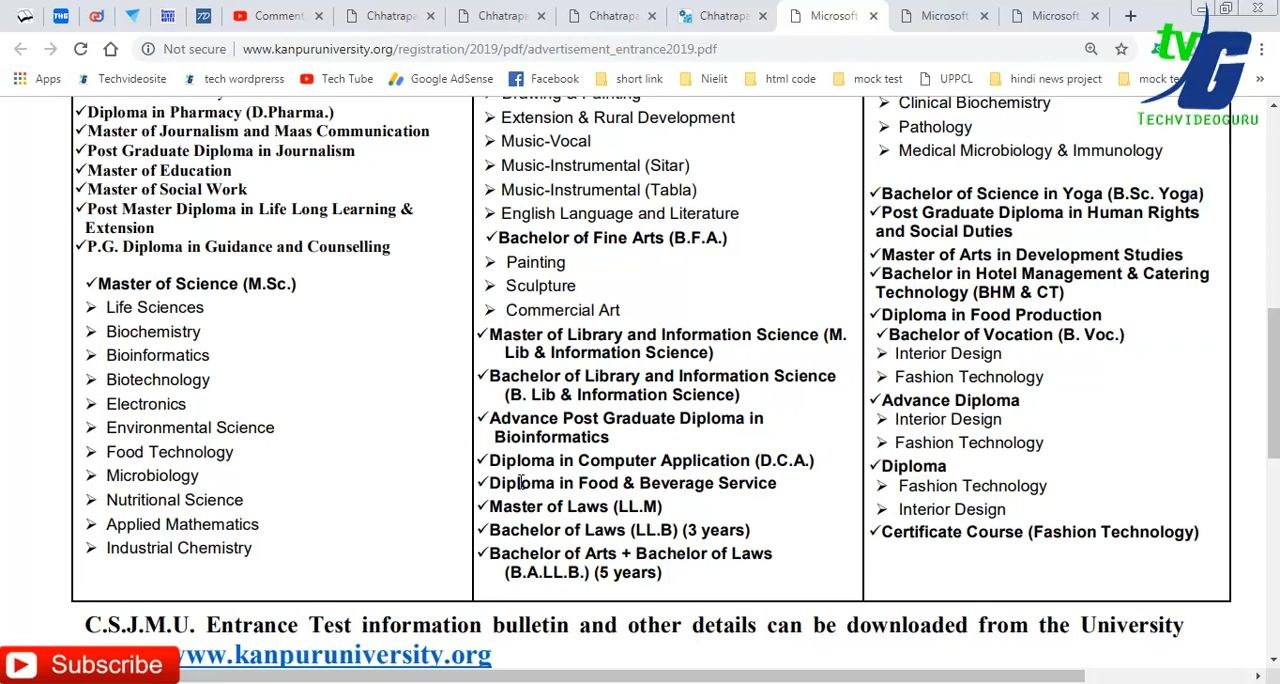 THE
Comment
Chhatrapa
Chhatrape
Chhatrapa
Chhatrape
Microsoft
Microsoft
Microsoft
Not secure
www.kanpuruniversity.org/registration/2019/pdf/advertisement_entrance2019.pdf
Apps
Techvideosite
tech wordprerss
Tech Tube
Google AdSense
Facebook
short link
Nielit
html code
mock test
UPPCL
hindi news project
mock tes
tv G
TECHVIDEOGURU
Diploma in Pharmacy (D.Pharma.)
Master of Journalism and Maas Communication
Post Graduate Diploma in Journalism
Master of Education
Master of Social Work
Post Master Diploma in Life Long Learning &
Extension
P.G. Diploma in Guidance and Counselling
Master of Science (M.Sc.)
Life Sciences
Biochemistry
Bioinformatics
Biotechnology
Electronics
Environmental Science
Food Technology
Microbiology
Nutritional Science
Applied Mathematics
Industrial Chemistry
Drawing & Painting
Extension & Rural Development
Music-Vocal
Music-Instrumental (Sitar)
Music-Instrumental (Tabla)
English Language and Literature
Bachelor of Fine Arts (B.F.A.)
Painting
Sculpture
Commercial Art
Master of Library and Information Science (M.
Lib & Information Science)
Bachelor of Library and Information Science
(B. Lib & Information Science)
Advance Post Graduate Diploma in
Bioinformatics
Diploma in Computer Application (D.C.A.)
Diploma in Food & Beverage Service
Master of Laws (LL.M)
Bachelor of Laws (LL.B) (3 years)
Bachelor of Arts + Bachelor of Laws
(B.A.LL.B.) (5 years)
Clinical Biochemistry
Pathology
Medical Microbiology & Immunology
Bachelor of Science in Yoga (B.Sc. Yoga)
Post Graduate Diploma in Human Rights
and Social Duties
Master of Arts in Development Studies
Bachelor in Hotel Management & Catering
Technology (BHM & CT)
Diploma in Food Production
Bachelor of Vocation (B. Voc.)
Interior Design
Fashion Technology
Advance Diploma
Interior Design
Fashion Technology
Diploma
Fashion Technology
Interior Design
Certificate Course (Fashion Technology)
C.S.J.M.U. Entrance Test information bulletin and other details can be downloaded from the University
www.kanpuruniversity.org
Subscribe